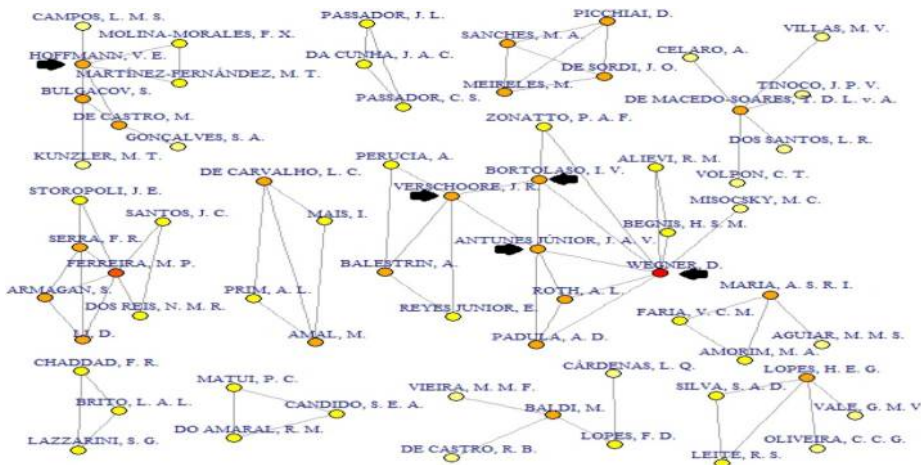 CAMPOS, L. M. S.
MOLINA-MORALES, F. X.
HOFFMANN, V. E.
MARTÍNEZ-FERNÁNDEZ, M. T.
BULGACOV, S.
DE CASTRO, M.
GONÇALVES, S. A.
KUNZLER, M. T.
PASSADOR, J. L.
DA CUNHA, J. A. C.
PASSADOR, C. S.
PICCHIAI, D.
SANCHES, M. A.
DE SORDI, J. O.
MEIRELES, M.
VILLAS, M. V.
CELARO, A.
TINOCO, J. P. V.
DE MACEDO-SOARES, T. D. L. v. A.
DOS SANTOS, L. R.
VOLPON, C. T.
ZONATTO, P. A. F.
PERUCIA, A.
BORTOLASO, I. V.
ALIEVI, R. M.
VERSCHOORE, J. R.
MISOCSKY, M. C.
BEGNIS, H. S. M.
ANTUNES JÚNIOR, J. A. V.
WEGNER, D.
BALESTRIN, A.
ROTH, A. L.
REYES JUNIOR, E.
PADULA, A. D.
DE CARVALHO, L. C.
MAIS, I.
PRIM, A. L.
AMAL, M.
STOROPOLI, J. E.
SANTOS, J. C.
SERRA, F. R.
FERREIRA, M. P.
ARMAGAN, S.
DOS REIS, N. M. R.
LI, D.
MARIA, A. S. R. I.
FARIA, V. C. M.
AGUIAR, M. M. S.
AMORIM, M. A.
CHADDAD, F. R.
BRITO, L. A. L.
LAZZARINI, S. G.
MATUI, P. C.
CANDIDO, S. E. A.
DO AMARAL, R. M.
CÁRDENAS, L. Q.
VIEIRA, M. M. F.
BALDI, M.
DE CASTRO, R. B.
LOPES, F. D.
LOPES, H. E. G.
SILVA, S. A. D.
VALE, G. M. V
OLIVEIRA, C. C. G.
LEITE, R. S.